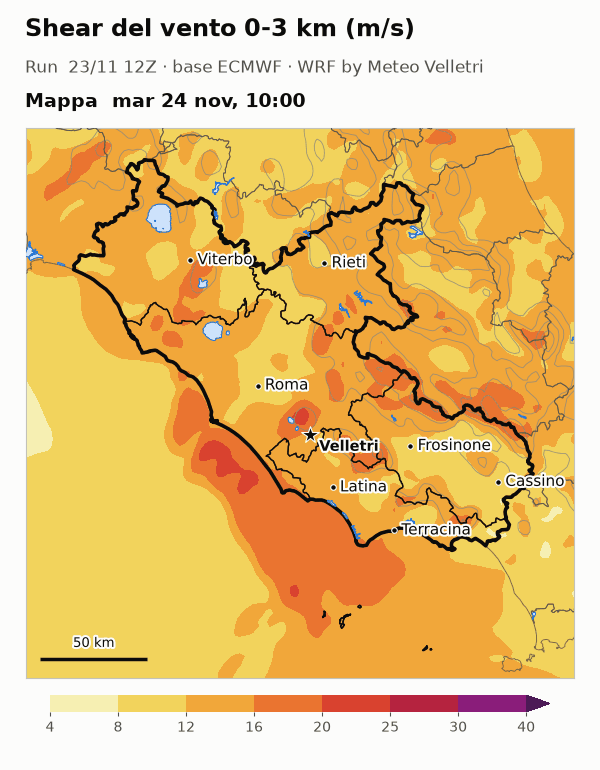 Shear del vento 0-3 km (m/s)
Run  23/11 12Z · base ECMWF · WRF by Meteo Velletri
Mappa  mar 24 nov, 10:00
Viterbo
Rieti
Roma
Velletri
Frosinone
Cassino
Latina
Terracina
50 km
4 8 12 16 20 25 30 40